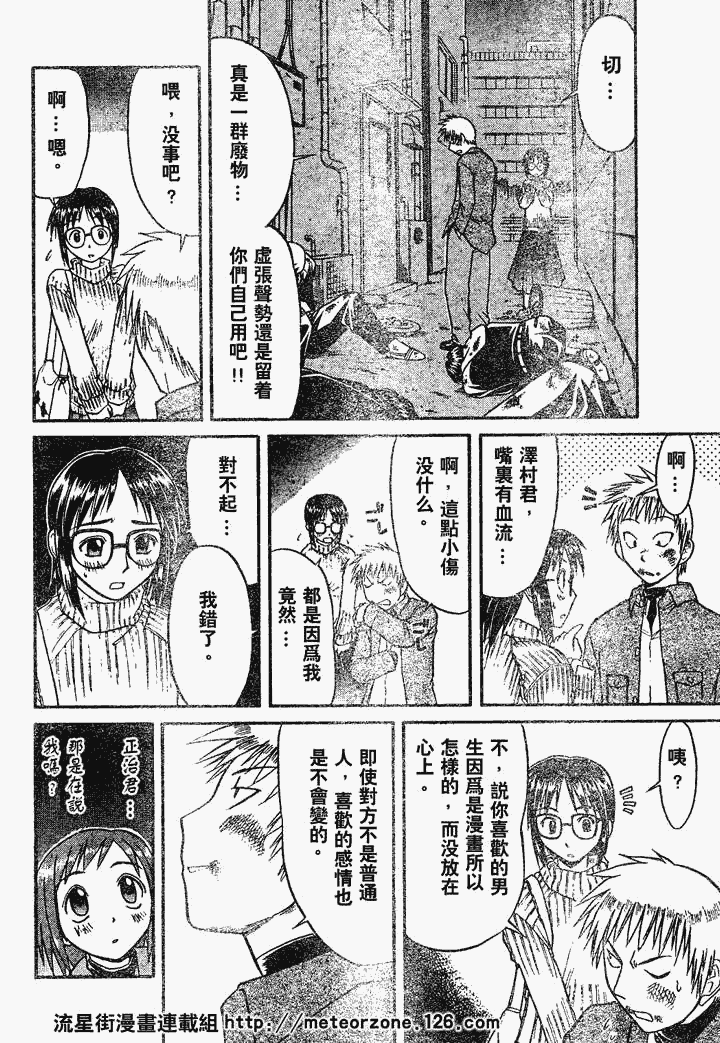 切…
真是一群廢物…
虛張聲勢還是留着
你們自己用吧!!
喂，没事吧？
啊…嗯。
啊…
澤村君，
嘴裏有血流…
啊，這點小傷
没什么。
都是因爲我
竟然…
對不起…
我錯了。
咦？
不，説你喜歡的男
生因爲是漫畫所以
怎樣的，而没放在
心上。
即使對方不是普通
人，喜歡的感情也
是不會變的。
正治君…
那是在説
我嗎？
流星街漫畫連載組 http://meteorzone.126.com/